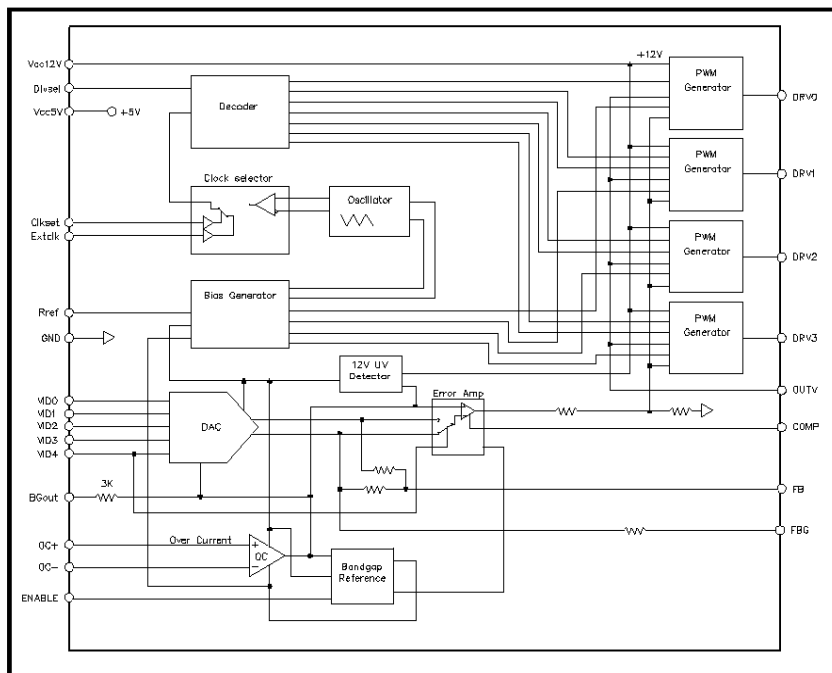 Vcc12V
Divsel
Vcc5V
+5V
Clkset
Extclk
Rref
GND
VID0
VID1
VID2
VID3
VID4
BGout
3K
OC+
OC-
ENABLE
Decoder
Clock selector
Oscillator
Bias Generator
12V UV
Detector
DAC
Error Amp
Over Current
+
OC
−
Bandgap
Reference
+12V
PWM
Generator
PWM
Generator
PWM
Generator
PWM
Generator
DRV0
DRV1
DRV2
DRV3
OUTV
COMP
FB
FBG